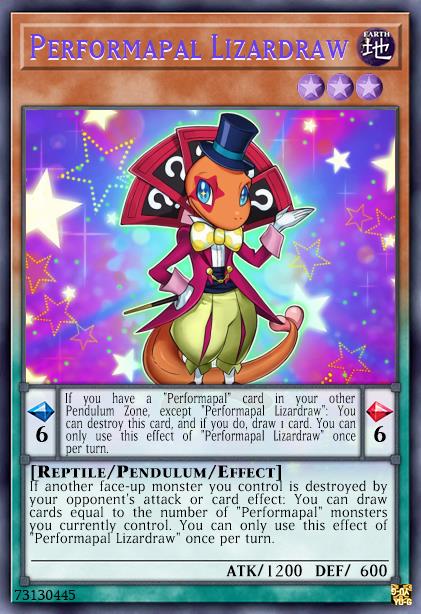 PERFORMAPAL LIZARDRAW
EARTH
地
? ?
If you have a "Performapal" card in your other
Pendulum Zone, except "Performapal Lizardraw": You
can destroy this card, and if you do, draw 1 card. You can
only use this effect of "Performapal Lizardraw" once
per turn.
6 6
[REPTILE/PENDULUM/EFFECT]
If another face-up monster you control is destroyed by
your opponent's attack or card effect: You can draw
cards equal to the number of "Performapal" monsters
you currently control. You can only use this effect of
"Performapal Lizardraw" once per turn.
ATK/1200 DEF/ 600
73130445